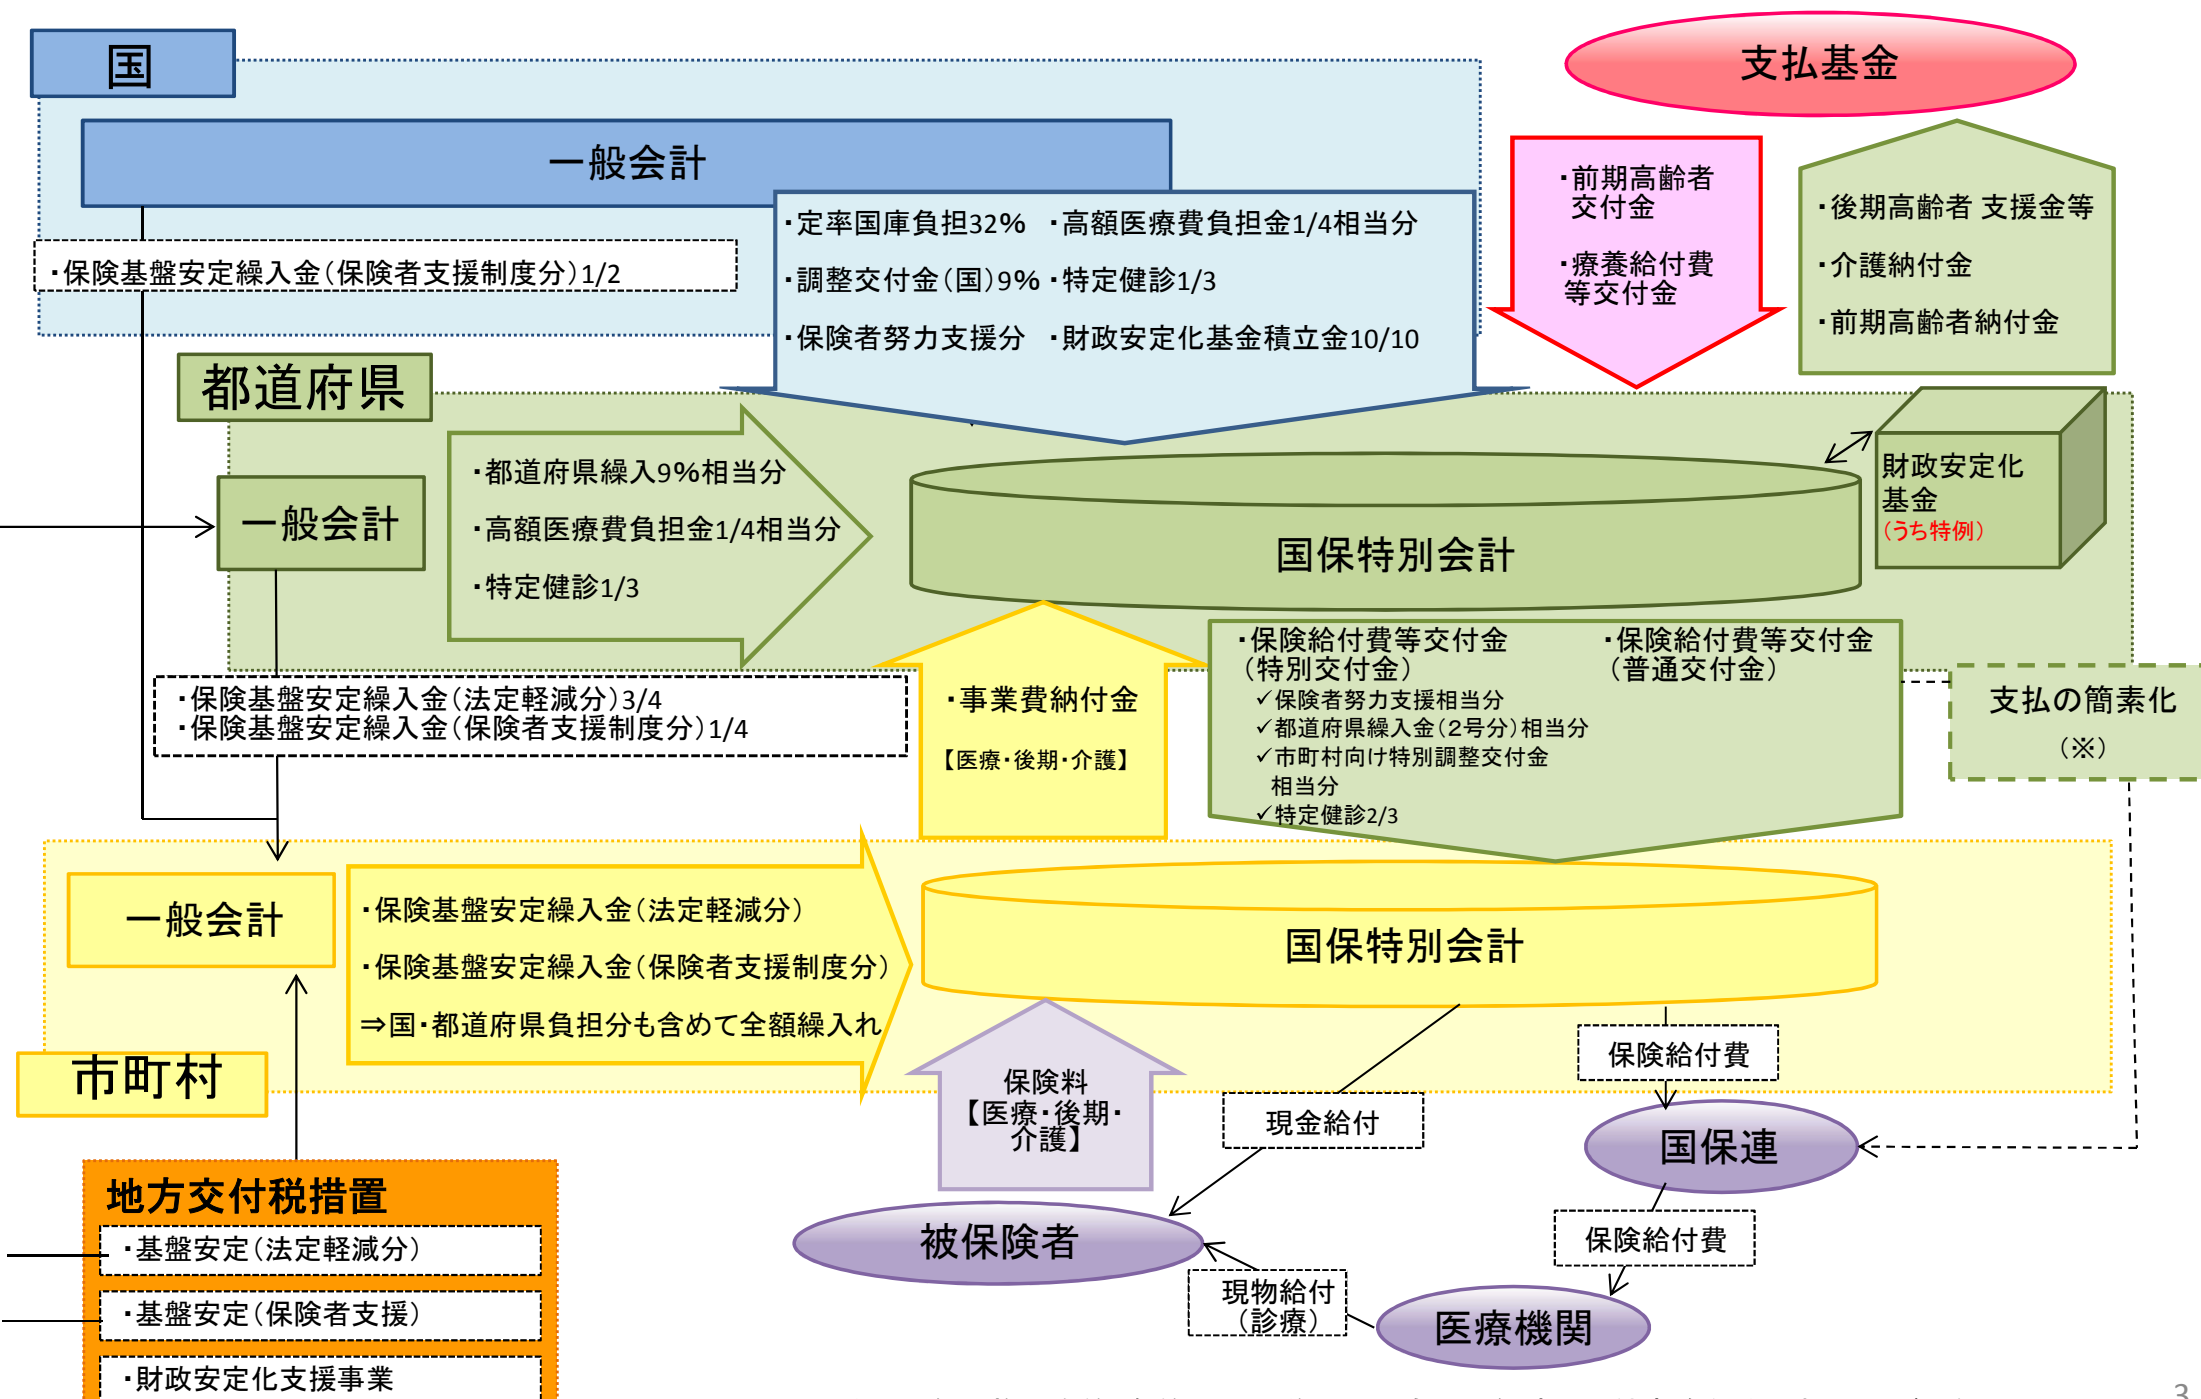 国
支払基金
一般会計
・前期高齢者
交付金
・療養給付費
等交付金
・後期高齢者 支援金等
・介護納付金
・前期高齢者納付金
・定率国庫負担32% ・高額医療費負担金1/4相当分
・調整交付金(国)9% ・特定健診1/3
・保険者努力支援分 ・財政安定化基金積立金10/10
・保険基盤安定繰入金(保険者支援制度分)1/2
都道府県
一般会計
・都道府県繰入9%相当分
・高額医療費負担金1/4相当分
・特定健診1/3
国保特別会計
財政安定化
基金
(うち特例)
・保険基盤安定繰入金(法定軽減分)3/4
・保険基盤安定繰入金(保険者支援制度分)1/4
・事業費納付金
【医療・後期・介護】
・保険給付費等交付金
(特別交付金)
✓保険者努力支援相当分
✓都道府県繰入金(2号分)相当分
✓市町村向け特別調整交付金
相当分
✓特定健診2/3
・保険給付費等交付金
(普通交付金)
支払の簡素化
(※)
一般会計
・保険基盤安定繰入金(法定軽減分)
・保険基盤安定繰入金(保険者支援制度分)
⇒国・都道府県負担分も含めて全額繰入れ
国保特別会計
市町村
保険料
【医療・後期・
介護】
現金給付
保険給付費
国保連
被保険者
保険給付費
現物給付
(診療)
医療機関
地方交付税措置
・基盤安定(法定軽減分)
・基盤安定(保険者支援)
・財政安定化支援事業